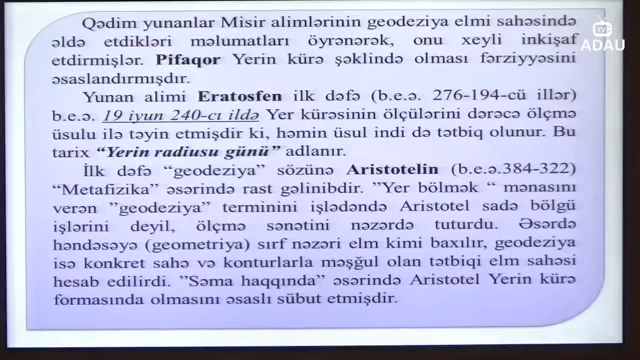 TV
ADAU
Qədim yunanlar Misir alimlərinin geodeziya elmi sahəsində
əldə etdikləri məlumatları öyrənərək, onu xeyli inkişaf
etdirmişlər. Pifaqor Yerin kürə şəklində olması fərziyyəsini
əsaslandırmışdır.
Yunan alimi Eratosfen ilk dəfə (b.e.ə. 276-194-cü illər)
b.e.ə. 19 iyun 240-cı ildə Yer kürəsinin ölçülərini dərəcə ölçmə
üsulu ilə təyin etmişdir ki, həmin üsul indi də tətbiq olunur. Bu
tarix “Yerin radiusu günü” adlanır.
İlk dəfə “geodeziya” sözünə Aristotelin (b.e.ə.384-322)
“Metafizika” əsərində rast gəlinibdir. ”Yer bölmək “ mənasını
verən ”geodeziya” terminini işlədəndə Aristotel sadə bölgü
işlərini deyil, ölçmə sənətini nəzərdə tuturdu. Əsərdə
həndəsəyə (geometriya) sırf nəzəri elm kimi baxılır, geodeziya
isə konkret sahə və konturlarla məşğul olan tətbiqi elm sahəsi
hesab edilirdi. ”Səma haqqında” əsərində Aristotel Yerin kürə
formasında olmasını əsaslı sübut etmişdir.